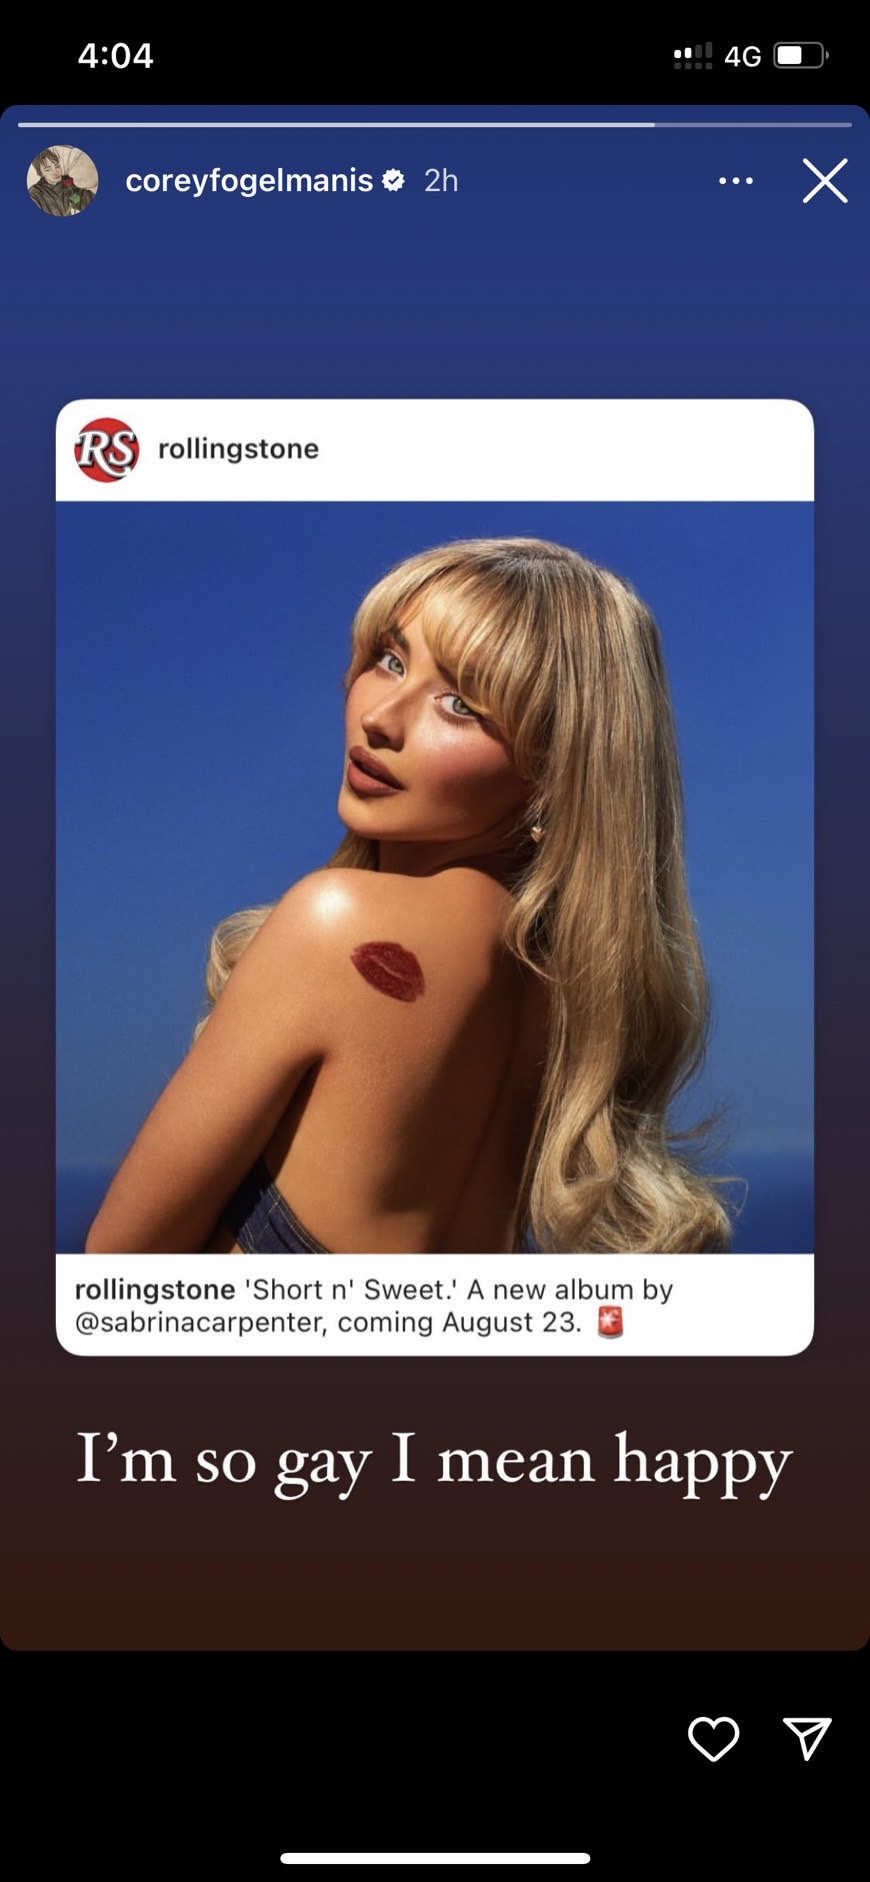 4:04 4G
coreyfogelmanis 2h
RS rollingstone
rollingstone 'Short n' Sweet.' A new album by
@sabrinacarpenter, coming August 23.
I’m so gay I mean happy